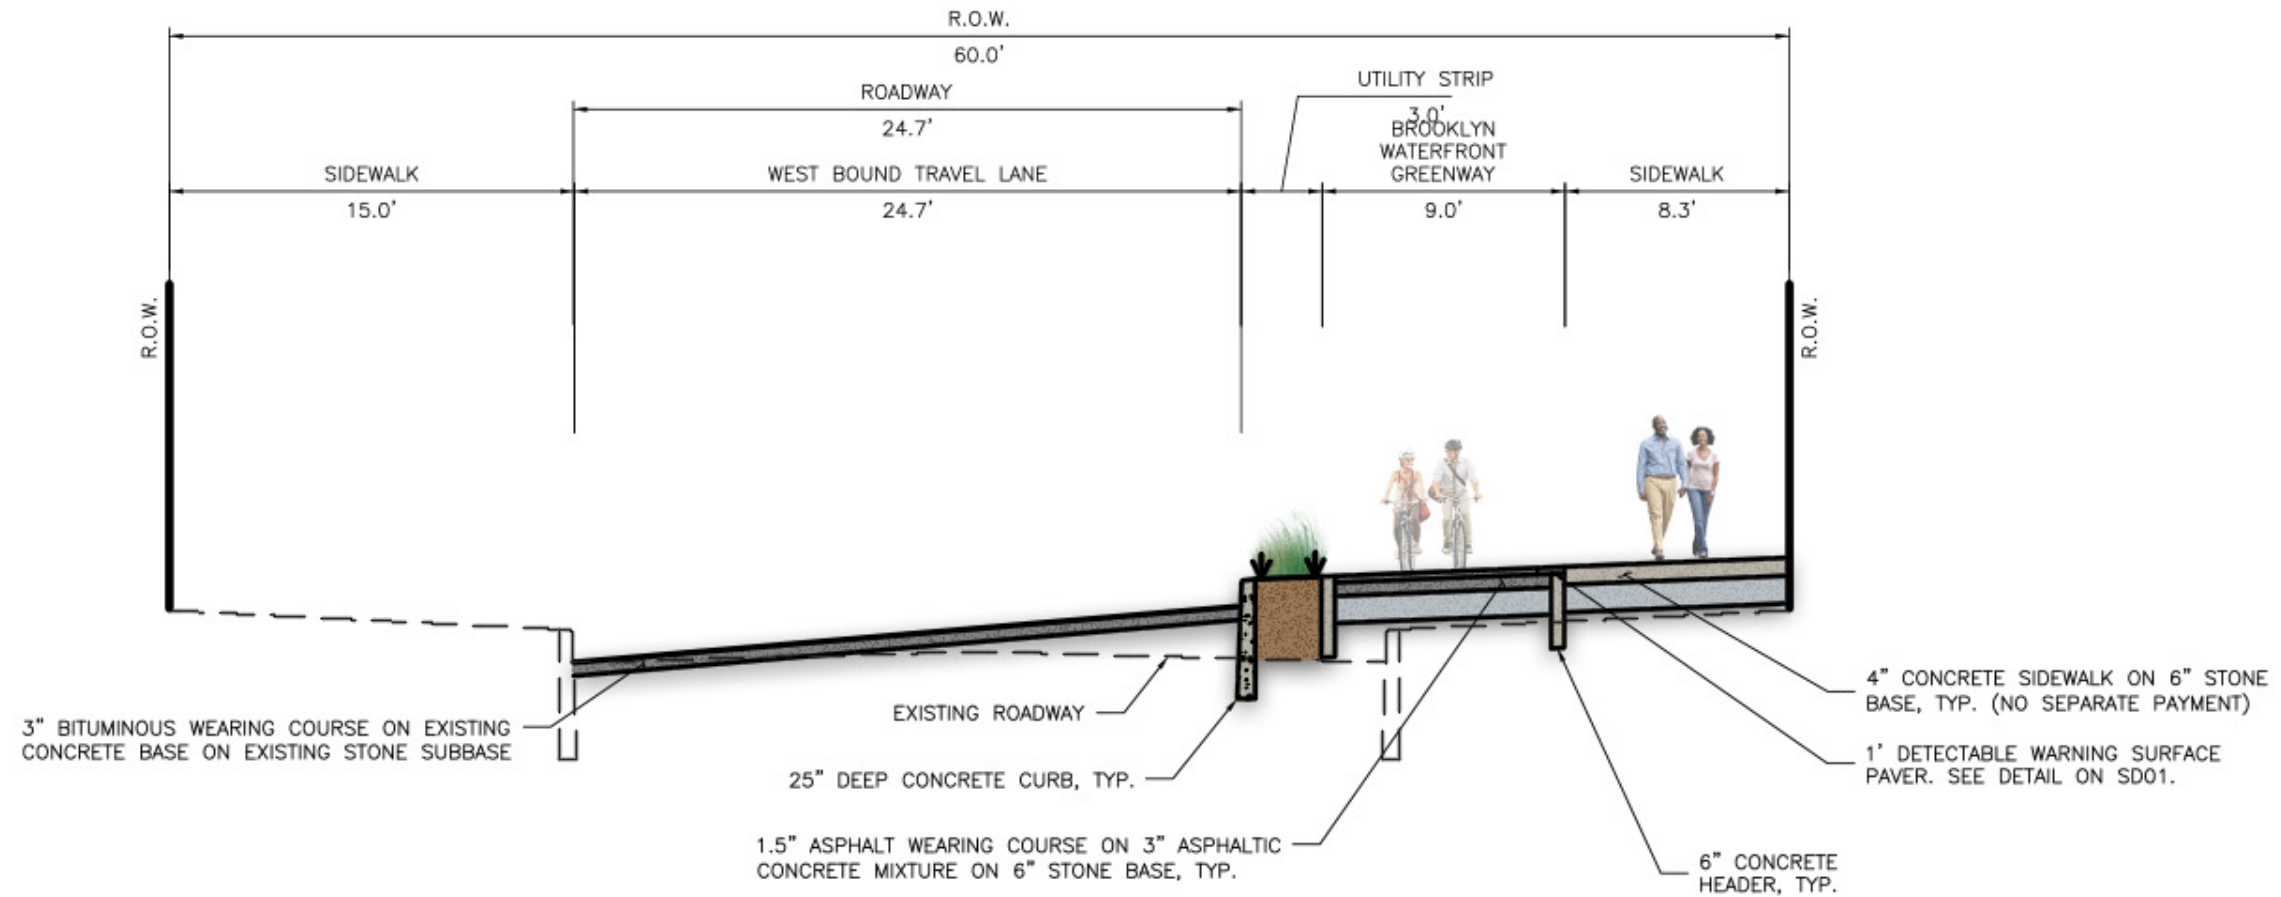 R.O.W.
60.0'
ROADWAY
24.7'
UTILITY STRIP
3.0'
BROOKLYN
WATERFRONT
GREENWAY
9.0'
SIDEWALK
15.0'
WEST BOUND TRAVEL LANE
24.7'
SIDEWALK
8.3'
R.O.W.
R.O.W.
3" BITUMINOUS WEARING COURSE ON EXISTING
CONCRETE BASE ON EXISTING STONE SUBBASE
EXISTING ROADWAY
25" DEEP CONCRETE CURB, TYP.
1.5" ASPHALT WEARING COURSE ON 3" ASPHALTIC
CONCRETE MIXTURE ON 6" STONE BASE, TYP.
4" CONCRETE SIDEWALK ON 6" STONE
BASE, TYP. (NO SEPARATE PAYMENT)
1' DETECTABLE WARNING SURFACE
PAVER. SEE DETAIL ON SD01.
6" CONCRETE
HEADER, TYP.